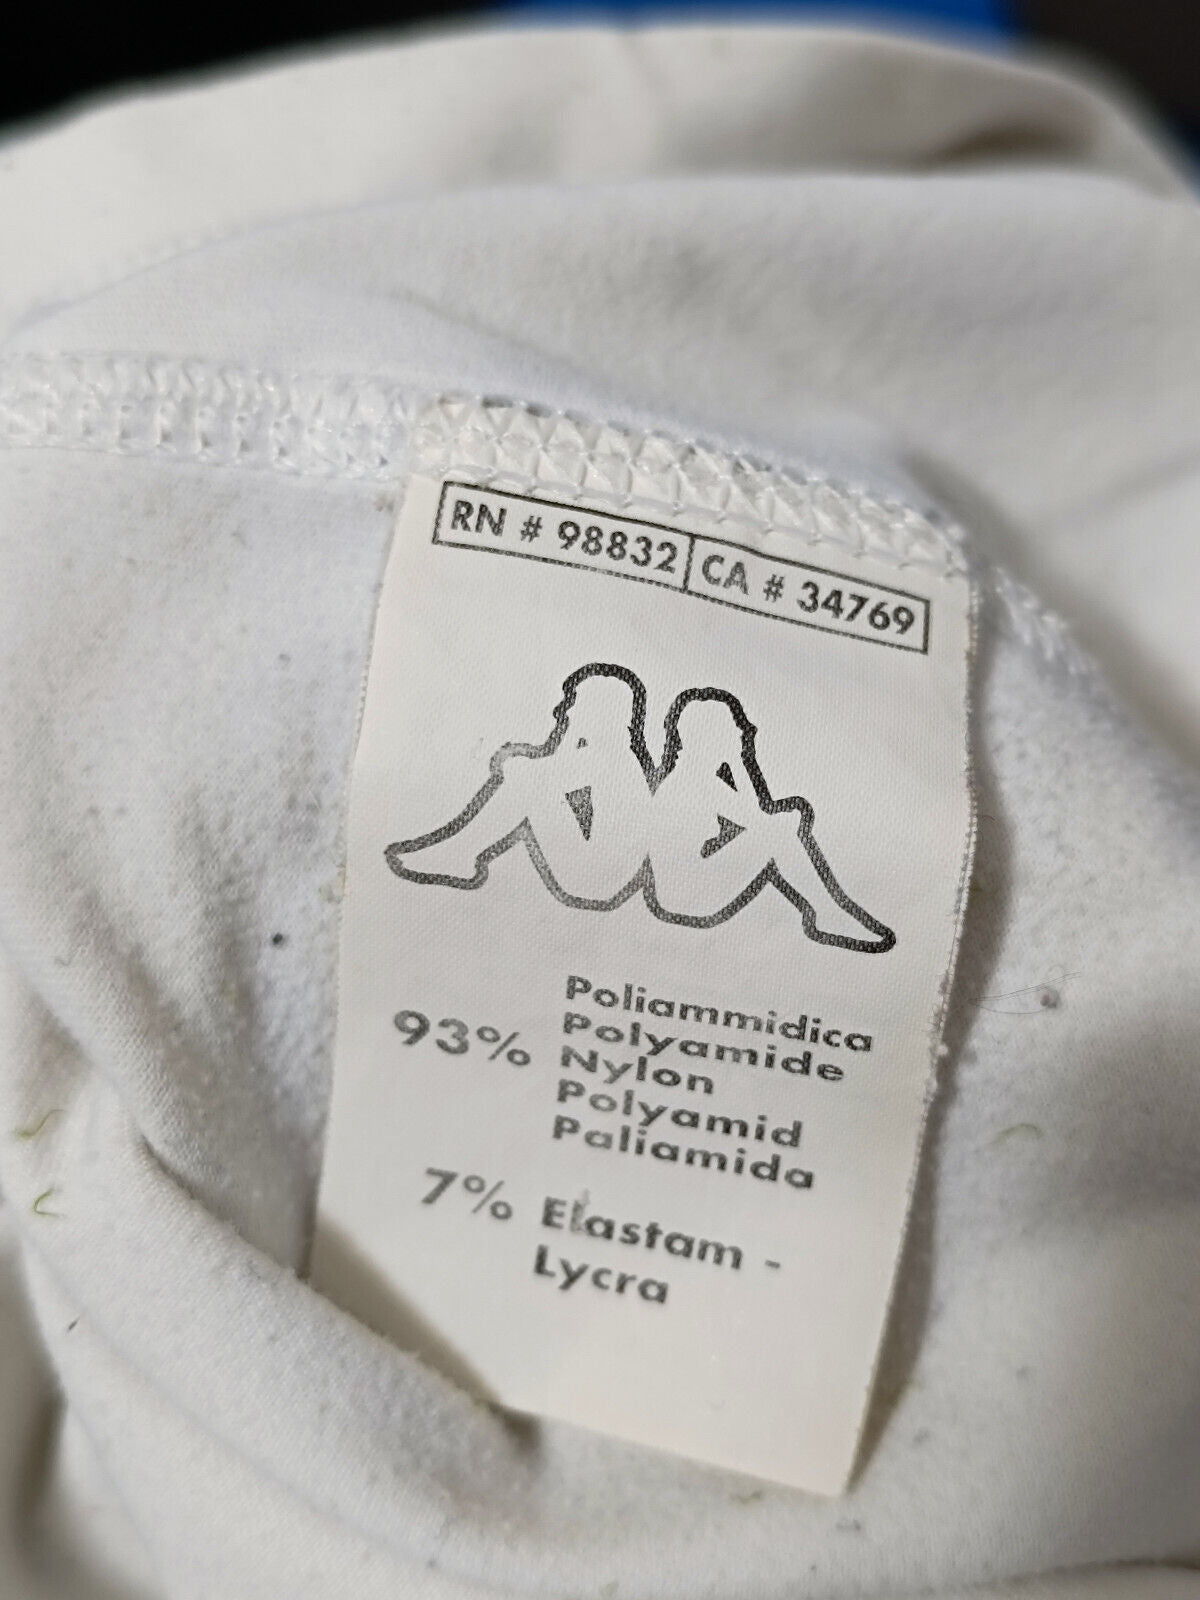 RN # 98832 CA # 34769
Poliammidica
Polyamide
93% Nylon
Polyamid
Paliamida
7% Elastam -
Lycra